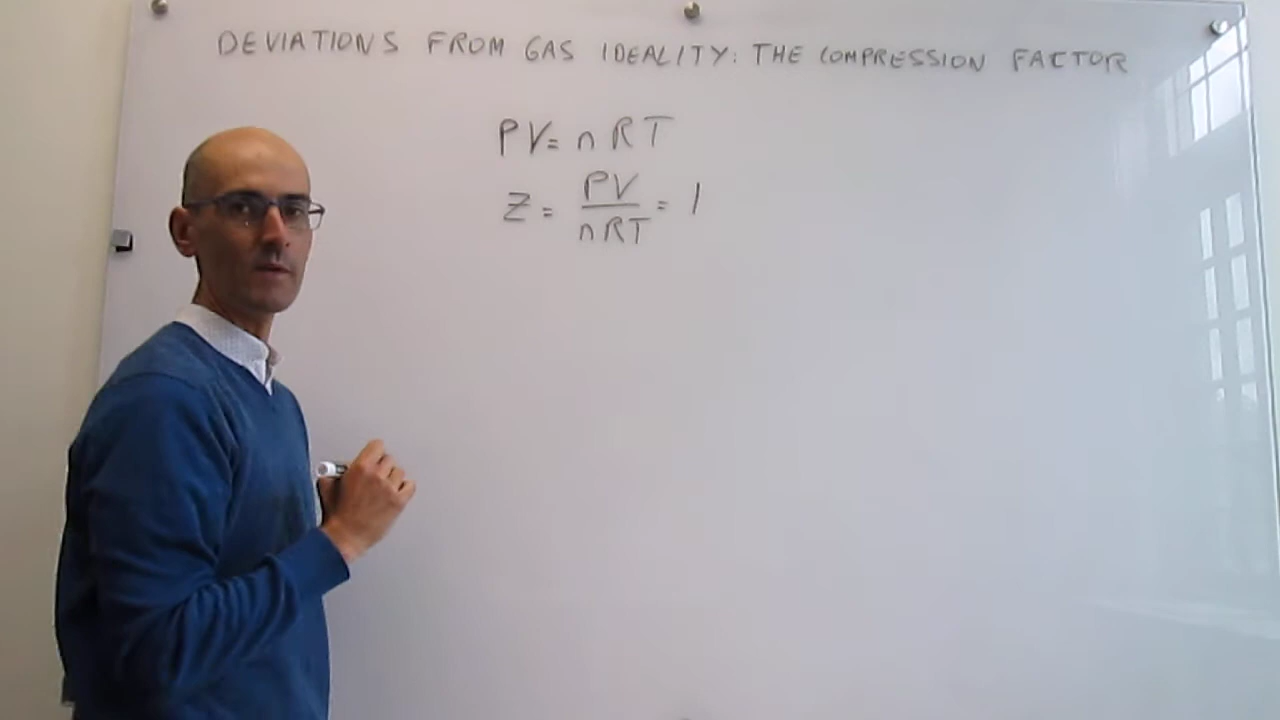 DEVIATIONS FROM GAS IDEALITY: THE COMPRESSION FACTOR
PV = nRT
Z = PV/nRT = 1